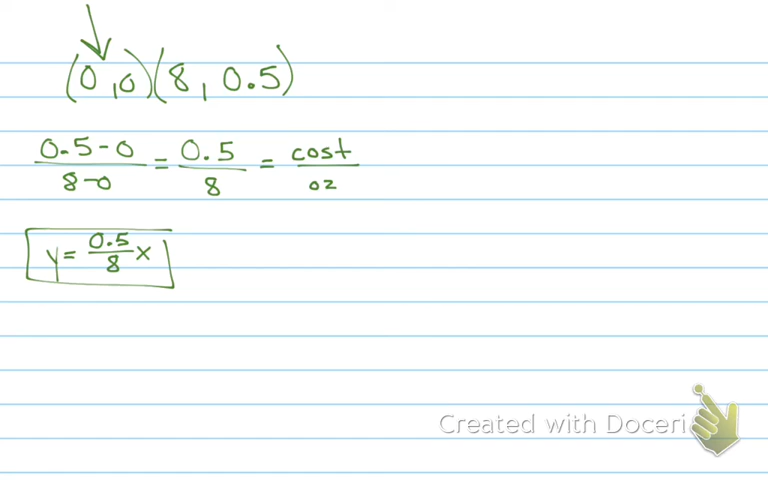 (0,0)(8, 0.5)
0.5-0/8-0 = 0.5/8 = cost/oz
y= 0.5/8 x
Created with Doceri